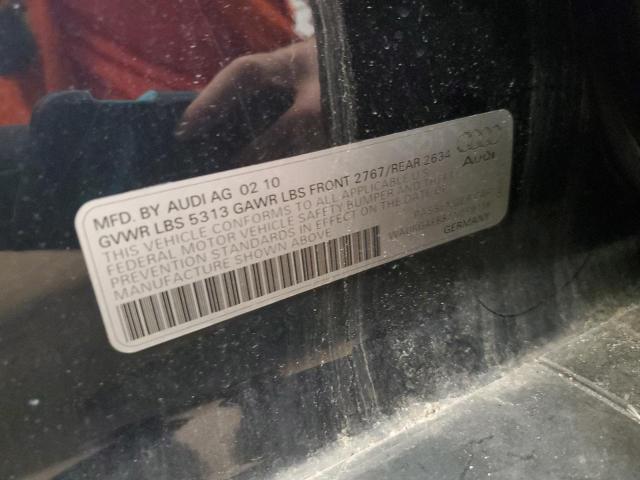 MFD. BY AUDI AG 02 10
GVWR LBS 5313 GAWR LBS FRONT 2767/REAR 2634
Audi
THIS VEHICLE CONFORMS TO ALL APPLICABLE U.S.
FEDERAL MOTOR VEHICLE SAFETY BUMPER AND THEFT
PREVENTION STANDARDS IN EFFECT ON THE DATE OF
MANUFACTURE SHOWN ABOVE
GERMANY